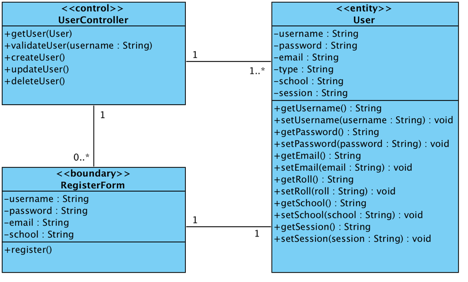 <<control>>
UserController
+getUser(User)
+validateUser(username : String)
+createUser()
+updateUser()
+deleteUser()
1
1..*
<<entity>>
User
-username : String
-password : String
-email : String
-type : String
-school : String
-session : String
+getUsername() : String
+setUsername(username : String) : void
+getPassword() : String
+setPassword(password : String) : void
+getEmail() : String
+setEmail(email : String) : void
+getRoll() : String
+setRoll(roll : String) : void
+getSchool() : String
+setSchool(school : String) : void
+getSession() : String
+setSession(session : String) : void
1
0..*
<<boundary>>
RegisterForm
-username : String
-password : String
-email : String
-school : String
+register()
1
1